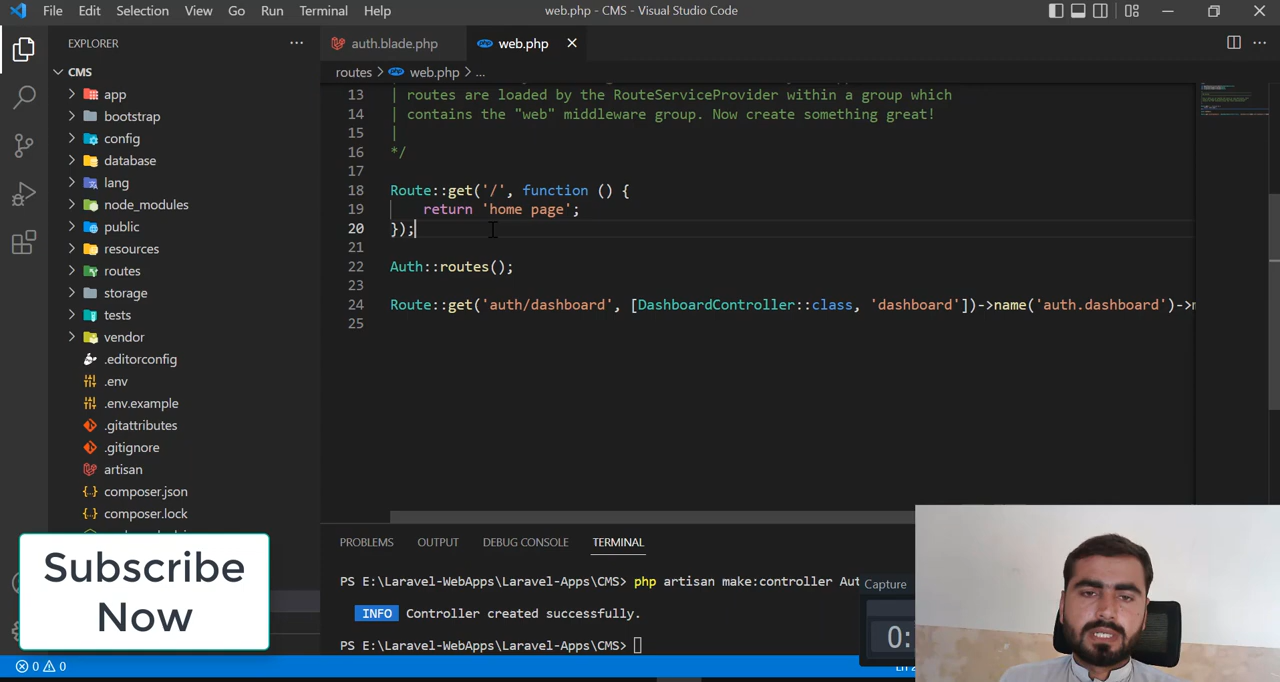 File Edit Selection View Go Run Terminal Help
web.php - CMS - Visual Studio Code
EXPLORER
CMS
app
bootstrap
config
database
lang
node_modules
public
resources
routes
storage
tests
vendor
.editorconfig
.env
.env.example
.gitattributes
.gitignore
artisan
composer.json
composer.lock
auth.blade.php
web.php
routes > web.php > ...
13 | routes are loaded by the RouteServiceProvider within a group which
14 | contains the "web" middleware group. Now create something great!
15 |
16 */
17
18 Route::get('/', function () {
19 return 'home page';
20 });
21
22 Auth::routes();
23
24 Route::get('auth/dashboard', [DashboardController::class, 'dashboard'])->name('auth.dashboard')->
25
PROBLEMS OUTPUT DEBUG CONSOLE TERMINAL
PS E:\Laravel-WebApps\Laravel-Apps\CMS> php artisan make:controller
INFO Controller created successfully.
PS E:\Laravel-WebApps\Laravel-Apps\CMS>
Capture
0:
Subscribe
Now
0 0